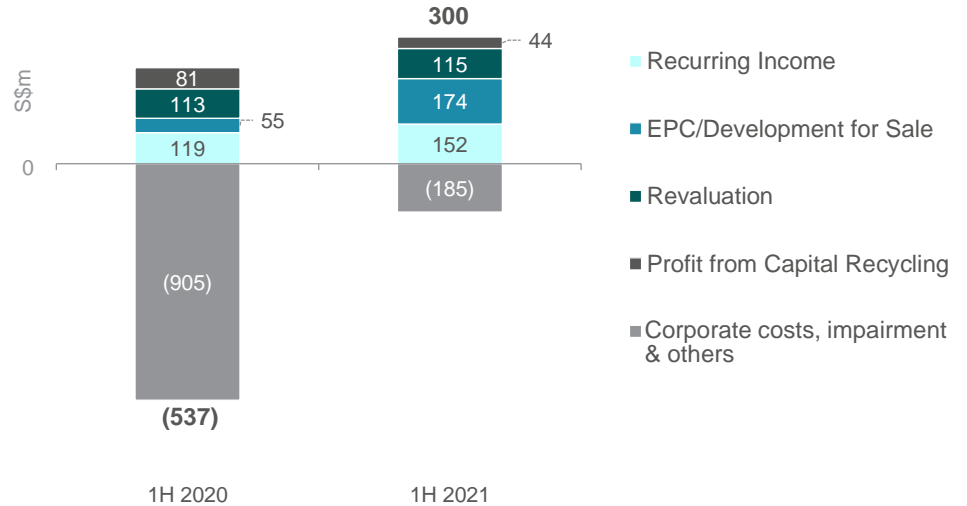 300
44
81
115
113
174
55
119
152
S$m
0
(185)
(905)
(537)
1H 2020
1H 2021
Recurring Income
EPC/Development for Sale
Revaluation
Profit from Capital Recycling
Corporate costs, impairment
& others